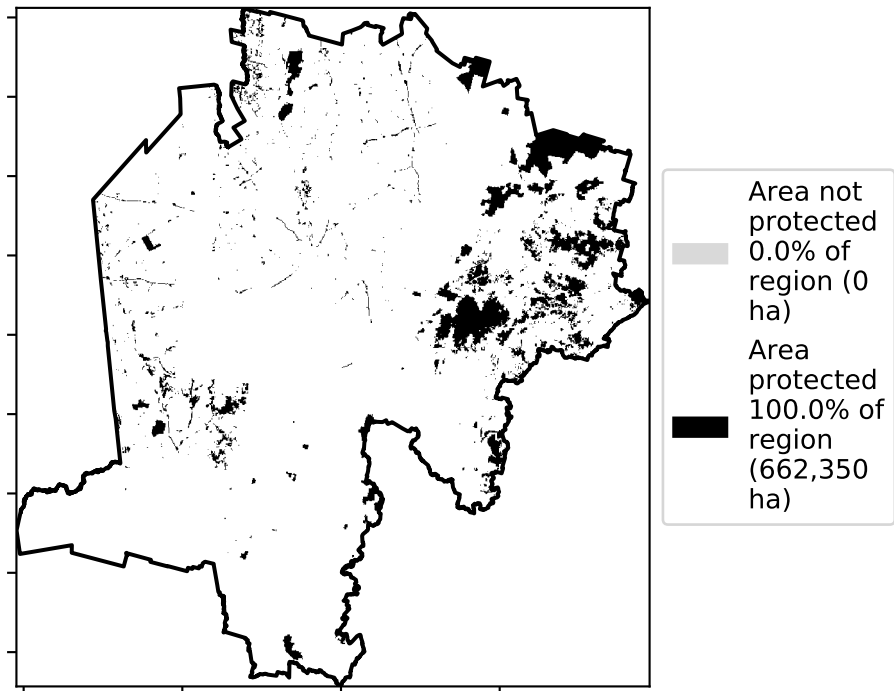 Area not
protected
0.0% of
region (0
ha)
Area
protected
100.0% of
region
(662,350
ha)